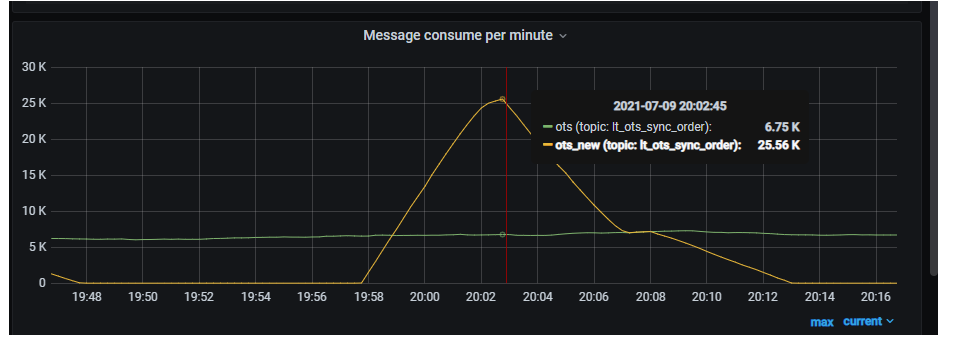 Message consume per minute
30 K
25 K
20 K
15 K
10 K
5 K
0
2021-07-09 20:02:45
ots (topic: lt_ots_sync_order): 6.75 K
ots_new (topic: lt_ots_sync_order): 25.56 K
19:48 19:50 19:52 19:54 19:56 19:58 20:00 20:02 20:04 20:06 20:08 20:10 20:12 20:14 20:16
max current